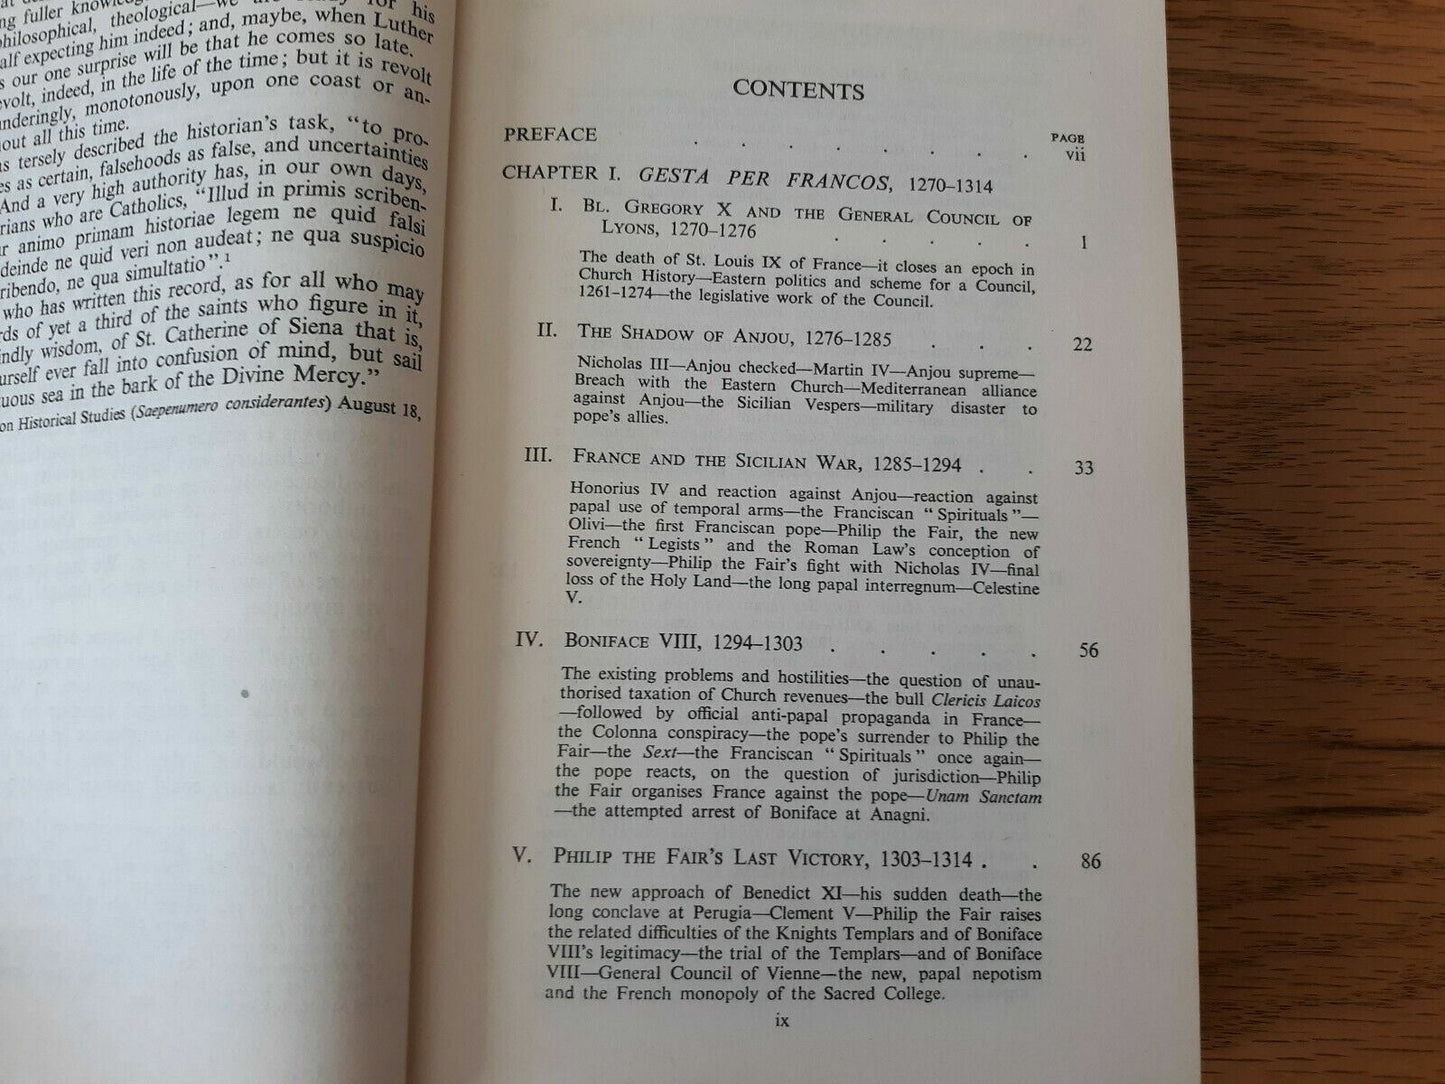 his
philosophical, theological—
alf expecting him indeed; and, maybe, when Luther
s our one surprise will be that he comes so late.
volt, indeed, in the life of the time; but it is revolt
nderingly, monotonously, upon one coast or an-
out all this time.
as tersely described the historian's task, "to pro-
es as certain, falsehoods as false, and uncertainties
And a very high authority has, in our own days,
rians who are Catholics, "Illud in primis scriben-
r animo primam historiae legem ne quid falsi
deinde ne quid veri non audeat; ne qua suspicio
ribendo, ne qua simultatio".1
who has written this record, as for all who may
rds of yet a third of the saints who figure in it,
indly wisdom, of St. Catherine of Siena that is,
urself ever fall into confusion of mind, but sail
uous sea in the bark of the Divine Mercy."
on Historical Studies (Saepenumero considerantes) August 18,
CONTENTS
PAGE
PREFACE . . . . . . . . vii
CHAPTER I. GESTA PER FRANCOS, 1270–1314
I. BL. GREGORY X AND THE GENERAL COUNCIL OF
LYONS, 1270–1276 . . . . . 1
The death of St. Louis IX of France—it closes an epoch in
Church History—Eastern politics and scheme for a Council,
1261–1274—the legislative work of the Council.
II. THE SHADOW OF ANJOU, 1276–1285 . . . 22
Nicholas III—Anjou checked—Martin IV—Anjou supreme—
Breach with the Eastern Church—Mediterranean alliance
against Anjou—the Sicilian Vespers—military disaster to
pope's allies.
III. FRANCE AND THE SICILIAN WAR, 1285–1294 . . 33
Honorius IV and reaction against Anjou—reaction against
papal use of temporal arms—the Franciscan "Spirituals"—
Olivi—the first Franciscan pope—Philip the Fair, the new
French "Legists" and the Roman Law's conception of
sovereignty—Philip the Fair's fight with Nicholas IV—final
loss of the Holy Land—the long papal interregnum—Celestine
V.
IV. BONIFACE VIII, 1294–1303 . . . . . 56
The existing problems and hostilities—the question of unau-
thorised taxation of Church revenues—the bull Clericis Laicos
—followed by official anti-papal propaganda in France—
the Colonna conspiracy—the pope's surrender to Philip the
Fair—the Sext—the Franciscan "Spirituals" once again—
the pope reacts, on the question of jurisdiction—Philip
the Fair organises France against the pope—Unam Sanctam
—the attempted arrest of Boniface at Anagni.
V. PHILIP THE FAIR'S LAST VICTORY, 1303–1314 . . 86
The new approach of Benedict XI—his sudden death—the
long conclave at Perugia—Clement V—Philip the Fair raises
the related difficulties of the Knights Templars and of Boniface
VIII's legitimacy—the trial of the Templars—and of Boniface
VIII—General Council of Vienne—the new, papal nepotism
and the French monopoly of the Sacred College.
ix